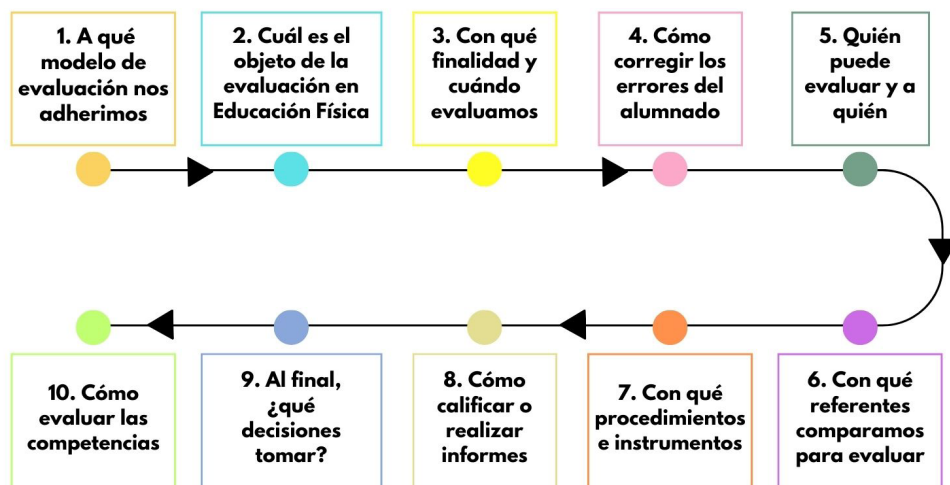 1. A qué
modelo de
evaluación nos
adherimos
2. Cuál es el
objeto de la
evaluación en
Educación Física
3. Con qué
finalidad y
cuándo
evaluamos
4. Cómo
corregir los
errores del
alumnado
5. Quién
puede
evaluar y a
quién
6. Con qué
referentes
comparamos
para evaluar
7. Con qué
procedimientos
e instrumentos
8. Cómo
calificar o
realizar
informes
9. Al final,
¿qué
decisiones
tomar?
10. Cómo
evaluar las
competencias